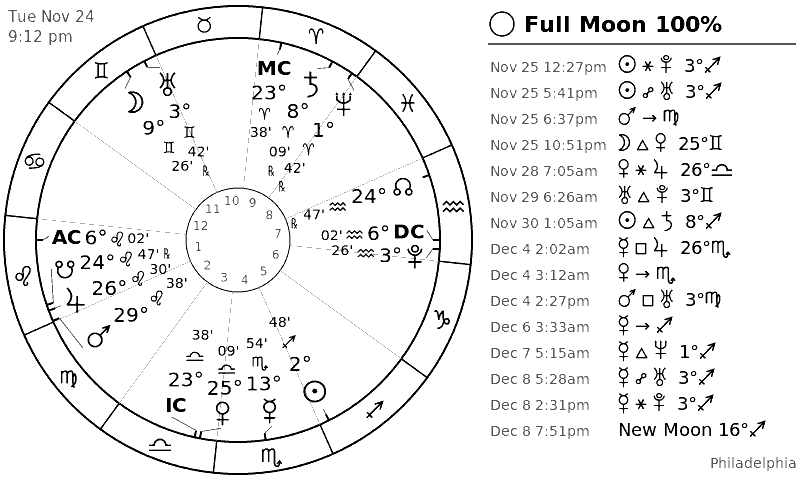 Tue Nov 24
9:12 pm
Full Moon 100%
Nov 25 12:27pm ☉ ⚹ ⯓ 3°♐
Nov 25 5:41pm ☉ ☍ ♅ 3°♐
Nov 25 6:37pm ♂ → ♍
Nov 25 10:51pm ☽ △ ♀ 25°♊
Nov 28 7:05am ♀ ⚹ ♃ 26°♎
Nov 29 6:26am ♅ △ ⯓ 3°♊
Nov 30 1:05am ☉ △ ♄ 8°♐
Dec 4 2:02am ☿ □ ♃ 26°♏
Dec 4 3:12am ♀ → ♏
Dec 4 2:27pm ♂ □ ♅ 3°♍
Dec 6 3:33am ☿ → ♐
Dec 7 5:15am ☿ △ ♆ 1°♐
Dec 8 5:28am ☿ ☍ ♅ 3°♐
Dec 8 2:31pm ☿ ⚹ ⯓ 3°♐
Dec 8 7:51pm New Moon 16°♐
Philadelphia
☽ 9° ♊ 26'
♅ 3° ♊ 42' ℞
MC 23° ♈ 38'
♄ 8° ♈ 09' ℞
♆ 1° ♈ 42' ℞
☊ 24° ♒ 47' ℞
DC 6° ♒ 02'
⯓ 3° ♒ 26'
AC 6° ♌ 02'
☋ 24° ♌ 47' ℞
♃ 26° ♌ 30'
♂ 29° ♌ 38'
IC 23° ♎ 38'
♀ 25° ♎ 09'
☿ 13° ♏ 54'
☉ 2° ♐ 48'
1
2
3
4
5
6
7
8
9
10
11
12